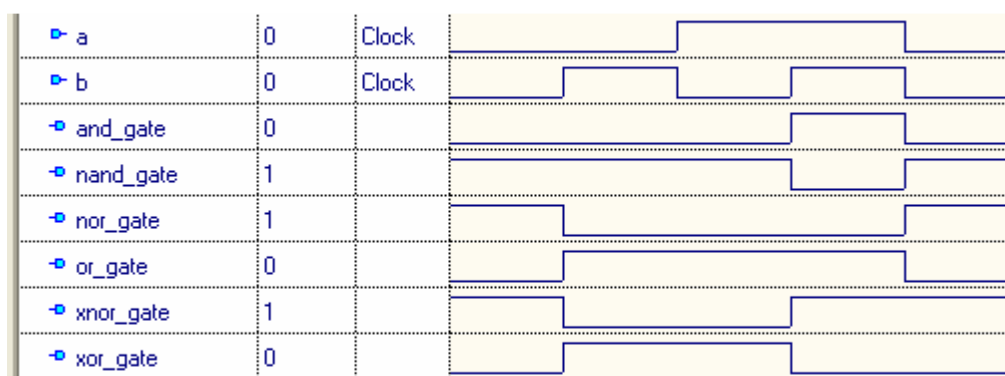 a 0 Clock
b 0 Clock
and_gate 0
nand_gate 1
nor_gate 1
or_gate 0
xnor_gate 1
xor_gate 0